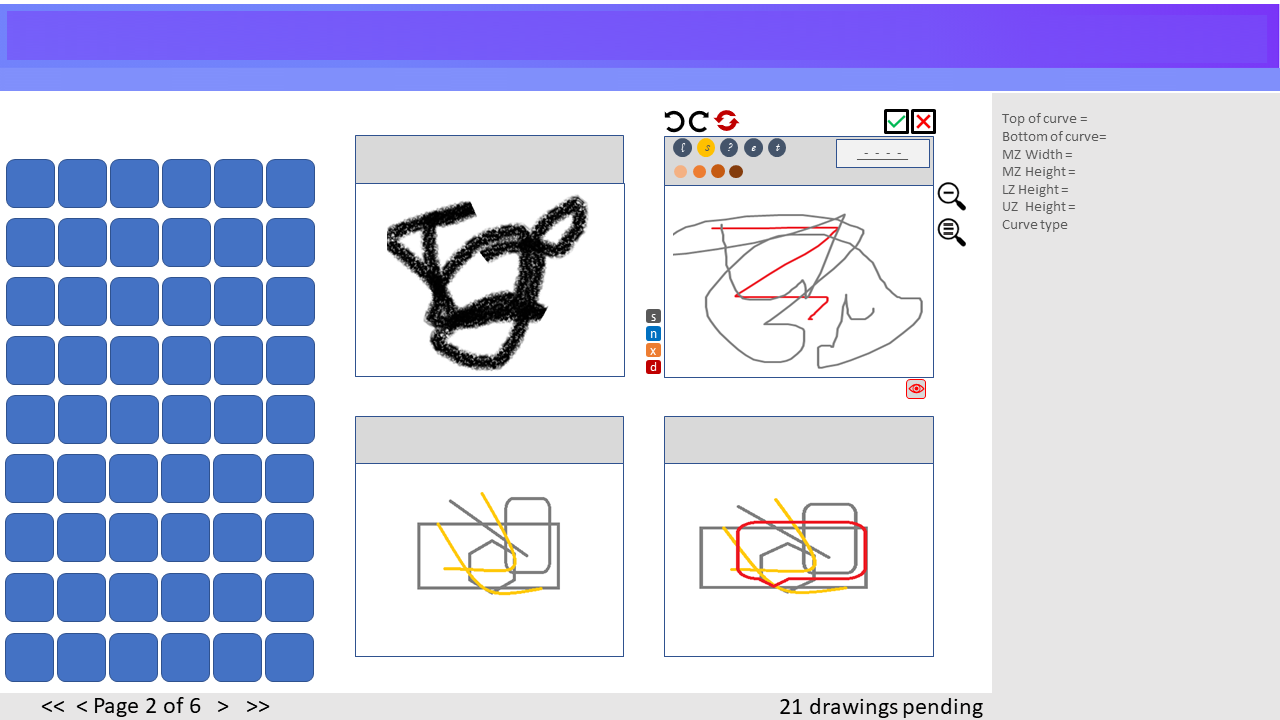 ʃ s ? e t
- - - -
s
n
x
d
Top of curve =
Bottom of curve=
MZ Width =
MZ Height =
LZ Height =
UZ Height =
Curve type
<< < Page 2 of 6 > >>
21 drawings pending